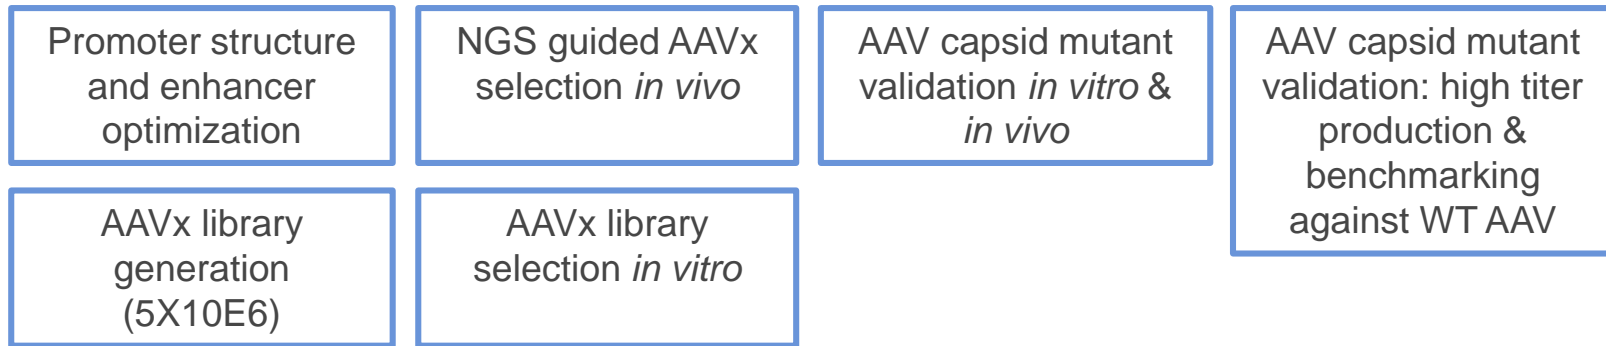 Promoter structure
and enhancer
optimization
NGS guided AAVx
selection in vivo
AAV capsid mutant
validation in vitro &
in vivo
AAV capsid mutant
validation: high titer
production &
benchmarking
against WT AAV
AAVx library
generation
(5X10E6)
AAVx library
selection in vitro